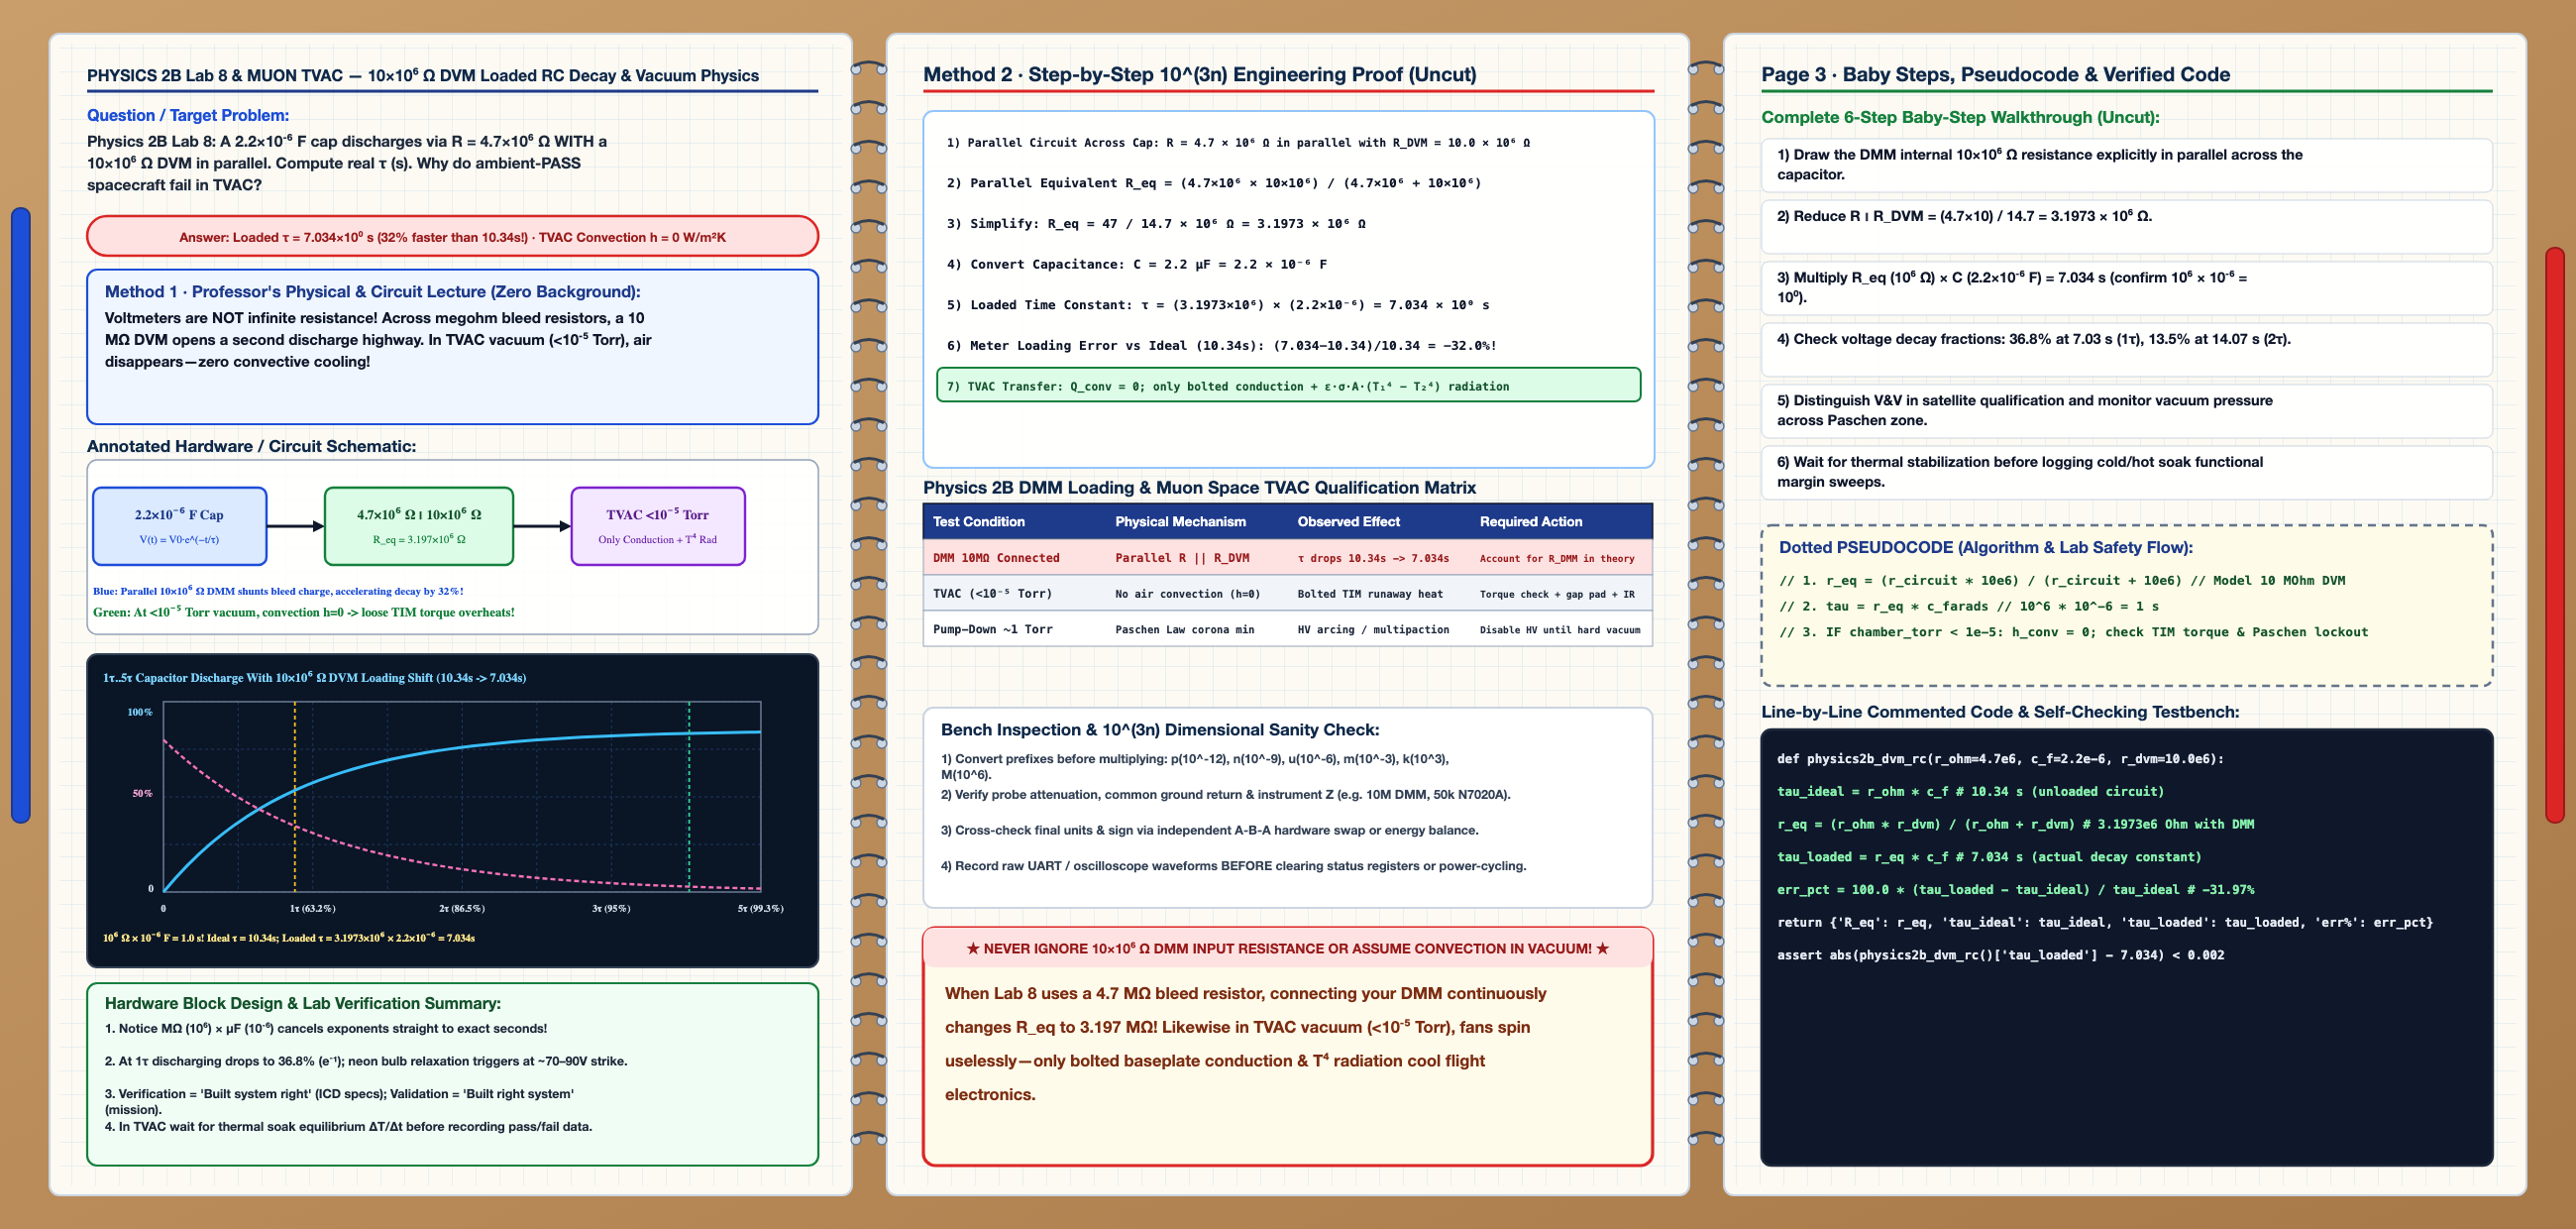 PHYSICS 2B Lab 8 & MUON TVAC — 10×10⁶ Ω DVM Loaded RC Decay & Vacuum Physics
Question / Target Problem:
Physics 2B Lab 8: A 2.2×10⁻⁶ F cap discharges via R = 4.7×10⁶ Ω WITH a
10×10⁶ Ω DVM in parallel. Compute real τ (s). Why do ambient-PASS
spacecraft fail in TVAC?
Answer: Loaded τ = 7.034×10⁰ s (32% faster than 10.34s!) · TVAC Convection h = 0 W/m²K
Method 1 · Professor's Physical & Circuit Lecture (Zero Background):
Voltmeters are NOT infinite resistance! Across megohm bleed resistors, a 10
MΩ DVM opens a second discharge highway. In TVAC vacuum (<10⁻⁵ Torr), air
disappears—zero convective cooling!
Annotated Hardware / Circuit Schematic:
2.2×10⁻⁶ F Cap
V(t) = V0·e^(−t/τ)
4.7×10⁶ Ω ∥ 10×10⁶ Ω
R_eq = 3.197×10⁶ Ω
TVAC <10⁻⁵ Torr
Only Conduction + T⁴ Rad
Blue: Parallel 10×10⁶ Ω DMM shunts bleed charge, accelerating decay by 32%!
Green: At <10⁻⁵ Torr vacuum, convection h=0 -> loose TIM torque overheats!
1τ..5τ Capacitor Discharge With 10×10⁶ Ω DVM Loading Shift (10.34s -> 7.034s)
100%
50%
0
0
1τ (63.2%)
2τ (86.5%)
3τ (95%)
5τ (99.3%)
10⁶ Ω × 10⁻⁶ F = 1.0 s! Ideal τ = 10.34s; Loaded τ = 3.1973×10⁶ × 2.2×10⁻⁶ = 7.034s
Hardware Block Design & Lab Verification Summary:
1. Notice MΩ (10⁶) × µF (10⁻⁶) cancels exponents straight to exact seconds!
2. At 1τ discharging drops to 36.8% (e⁻¹); neon bulb relaxation triggers at ~70–90V strike.
3. Verification = 'Built system right' (ICD specs); Validation = 'Built right system'
(mission).
4. In TVAC wait for thermal soak equilibrium ΔT/Δt before recording pass/fail data.
Method 2 · Step-by-Step 10^(3n) Engineering Proof (Uncut)
1) Parallel Circuit Across Cap: R = 4.7 × 10⁶ Ω in parallel with R_DVM = 10.0 × 10⁶ Ω
2) Parallel Equivalent R_eq = (4.7×10⁶ × 10×10⁶) / (4.7×10⁶ + 10×10⁶)
3) Simplify: R_eq = 47 / 14.7 × 10⁶ Ω = 3.1973 × 10⁶ Ω
4) Convert Capacitance: C = 2.2 µF = 2.2 × 10⁻⁶ F
5) Loaded Time Constant: τ = (3.1973×10⁶) × (2.2×10⁻⁶) = 7.034 × 10⁰ s
6) Meter Loading Error vs Ideal (10.34s): (7.034−10.34)/10.34 = −32.0%!
7) TVAC Transfer: Q_conv = 0; only bolted conduction + ε·σ·A·(T₁⁴ − T₂⁴) radiation
Physics 2B DMM Loading & Muon Space TVAC Qualification Matrix
Test Condition Physical Mechanism Observed Effect Required Action
DMM 10MΩ Connected Parallel R || R_DVM τ drops 10.34s −> 7.034s Account for R_DMM in theory
TVAC (<10⁻⁵ Torr) No air convection (h=0) Bolted TIM runaway heat Torque check + gap pad + IR
Pump−Down ~1 Torr Paschen Law corona min HV arcing / multipaction Disable HV until hard vacuum
Bench Inspection & 10^(3n) Dimensional Sanity Check:
1) Convert prefixes before multiplying: p(10^-12), n(10^-9), u(10^-6), m(10^-3), k(10^3),
M(10^6).
2) Verify probe attenuation, common ground return & instrument Z (e.g. 10M DMM, 50k N7020A).
3) Cross-check final units & sign via independent A-B-A hardware swap or energy balance.
4) Record raw UART / oscilloscope waveforms BEFORE clearing status registers or power-cycling.
★ NEVER IGNORE 10×10⁶ Ω DMM INPUT RESISTANCE OR ASSUME CONVECTION IN VACUUM! ★
When Lab 8 uses a 4.7 MΩ bleed resistor, connecting your DMM continuously
changes R_eq to 3.197 MΩ! Likewise in TVAC vacuum (<10⁻⁵ Torr), fans spin
uselessly—only bolted baseplate conduction & T⁴ radiation cool flight
electronics.
Page 3 · Baby Steps, Pseudocode & Verified Code
Complete 6-Step Baby-Step Walkthrough (Uncut):
1) Draw the DMM internal 10×10⁶ Ω resistance explicitly in parallel across the
capacitor.
2) Reduce R ∥ R_DVM = (4.7×10) / 14.7 = 3.1973 × 10⁶ Ω.
3) Multiply R_eq (10⁶ Ω) × C (2.2×10⁻⁶ F) = 7.034 s (confirm 10⁶ × 10⁻⁶ =
10⁰).
4) Check voltage decay fractions: 36.8% at 7.03 s (1τ), 13.5% at 14.07 s (2τ).
5) Distinguish V&V in satellite qualification and monitor vacuum pressure
across Paschen zone.
6) Wait for thermal stabilization before logging cold/hot soak functional
margin sweeps.
Dotted PSEUDOCODE (Algorithm & Lab Safety Flow):
// 1. r_eq = (r_circuit * 10e6) / (r_circuit + 10e6) // Model 10 MOhm DVM
// 2. tau = r_eq * c_farads // 10^6 * 10^−6 = 1 s
// 3. IF chamber_torr < 1e−5: h_conv = 0; check TIM torque & Paschen lockout
Line-by-Line Commented Code & Self-Checking Testbench:
def physics2b_dvm_rc(r_ohm=4.7e6, c_f=2.2e−6, r_dvm=10.0e6):
tau_ideal = r_ohm * c_f # 10.34 s (unloaded circuit)
r_eq = (r_ohm * r_dvm) / (r_ohm + r_dvm) # 3.1973e6 Ohm with DMM
tau_loaded = r_eq * c_f # 7.034 s (actual decay constant)
err_pct = 100.0 * (tau_loaded − tau_ideal) / tau_ideal # −31.97%
return {'R_eq': r_eq, 'tau_ideal': tau_ideal, 'tau_loaded': tau_loaded, 'err%': err_pct}
assert abs(physics2b_dvm_rc()['tau_loaded'] − 7.034) < 0.002